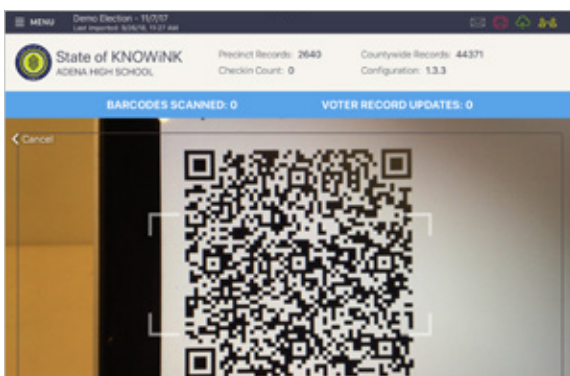 MENU
Demo Election - 11/7/17
Last Imported: 9/26/16, 11:27 AM
State of KNOWiNK
ADENA HIGH SCHOOL
Precinct Records: 2640
Countywide Records: 44371
Checkin Count: 0
Configuration: 1.3.3
BARCODES SCANNED: 0
VOTER RECORD UPDATES: 0
Cancel